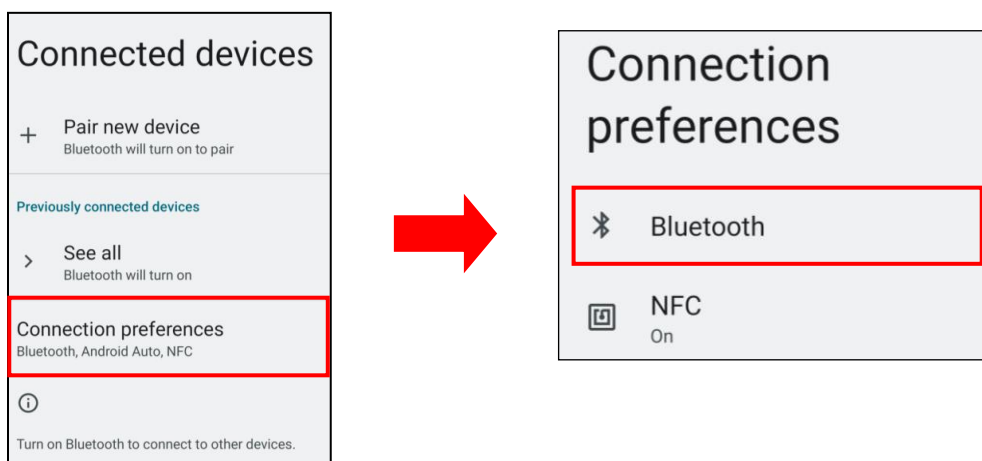 Connected devices
Pair new device
Bluetooth will turn on to pair
Previously connected devices
See all
Bluetooth will turn on
Connection preferences
Bluetooth, Android Auto, NFC
Turn on Bluetooth to connect to other devices.
Connection
preferences
Bluetooth
NFC
On